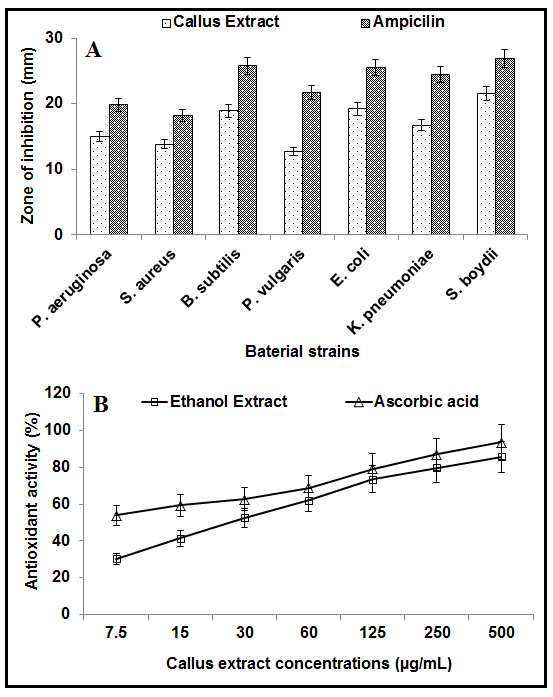 Callus Extract Ampicilin
A
Zone of inhibition (mm)
30
20
10
0
P. aeruginosa
S. aureus
B. subtilis
P. vulgaris
E. coli
K. pneumoniae
S. boydii
Baterial strains
B
Ethanol Extract Ascorbic acid
Antioxidant activity (%)
120
100
80
60
40
20
0
7.5 15 30 60 125 250 500
Callus extract concentrations (µg/mL)